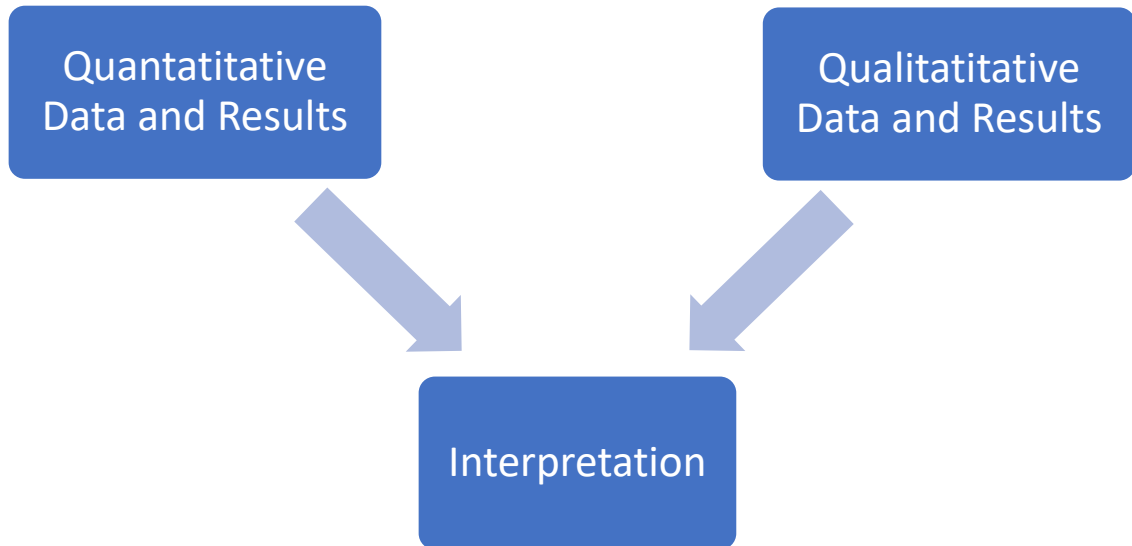 Quantatitative
Data and Results
Qualitatitative
Data and Results
Interpretation